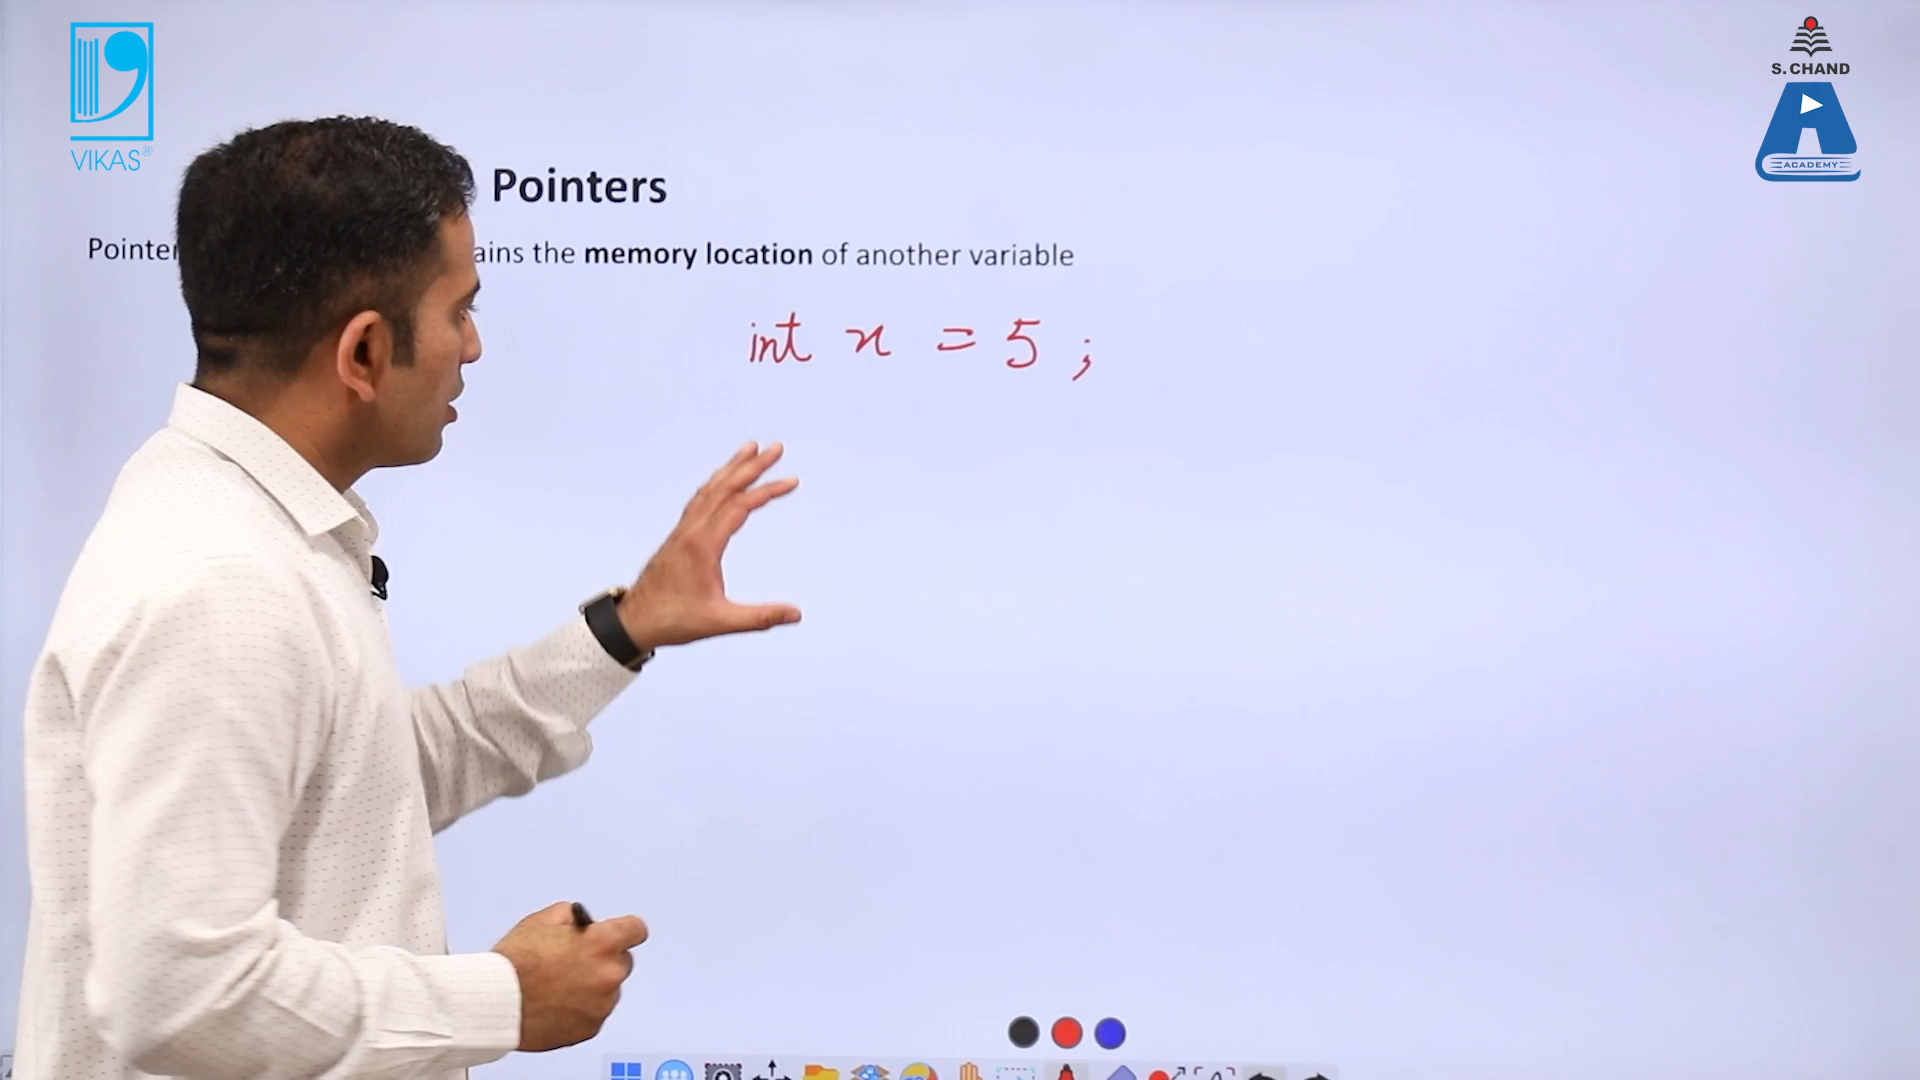 VIKAS®
S. CHAND
ACADEMY
Pointers
Pointer ains the memory location of another variable
int x = 5 ;